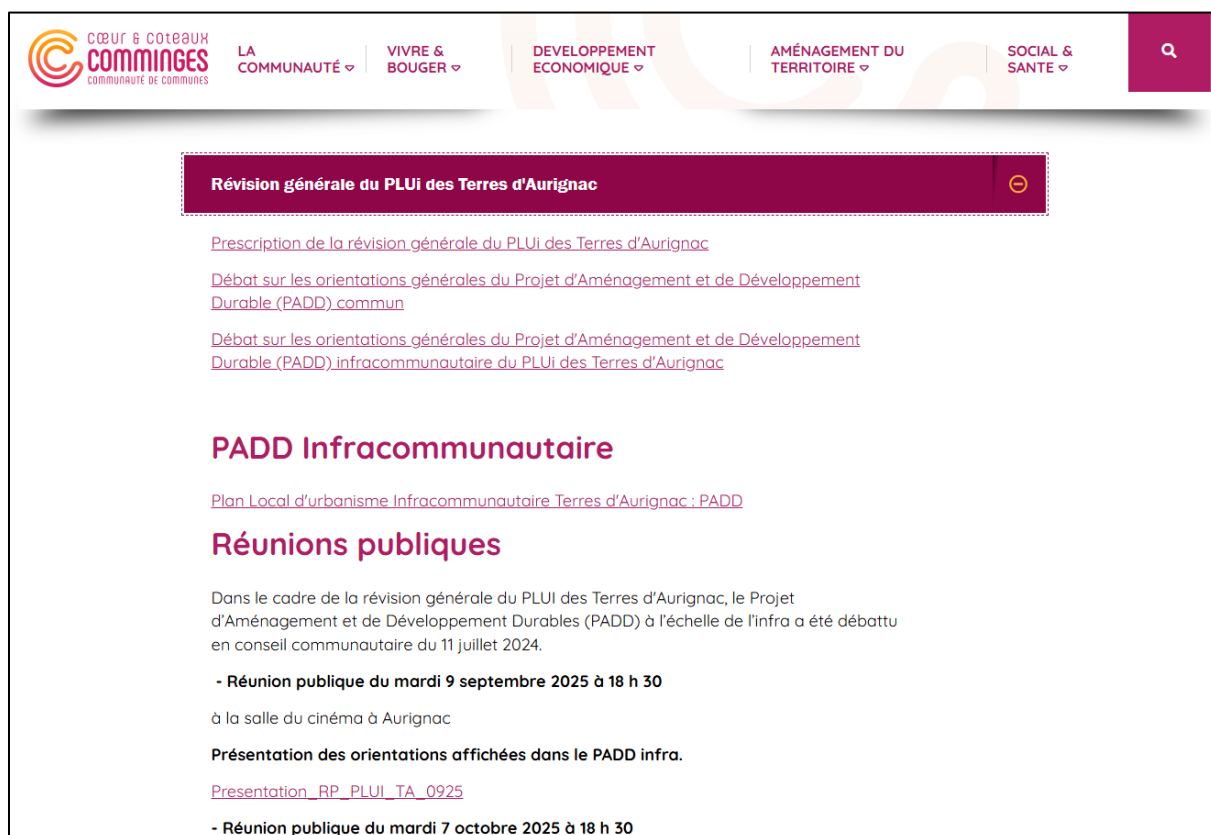 cœur & coteaux
COMMINGES
COMMUNAUTÉ DE COMMUNES
LA
COMMUNAUTÉ
VIVRE &
BOUGER
DEVELOPPEMENT
ECONOMIQUE
AMÉNAGEMENT DU
TERRITOIRE
SOCIAL &
SANTE
Révision générale du PLUi des Terres d'Aurignac
Prescription de la révision générale du PLUi des Terres d'Aurignac
Débat sur les orientations générales du Projet d'Aménagement et de Développement
Durable (PADD) commun
Débat sur les orientations générales du Projet d'Aménagement et de Développement
Durable (PADD) infracommunautaire du PLUi des Terres d'Aurignac
PADD Infracommunautaire
Plan Local d'urbanisme Infracommunautaire Terres d'Aurignac : PADD
Réunions publiques
Dans le cadre de la révision générale du PLUI des Terres d'Aurignac, le Projet
d’Aménagement et de Développement Durables (PADD) à l’échelle de l’infra a été débattu
en conseil communautaire du 11 juillet 2024.
- Réunion publique du mardi 9 septembre 2025 à 18 h 30
à la salle du cinéma à Aurignac
Présentation des orientations affichées dans le PADD infra.
Presentation_RP_PLUI_TA_0925
- Réunion publique du mardi 7 octobre 2025 à 18 h 30